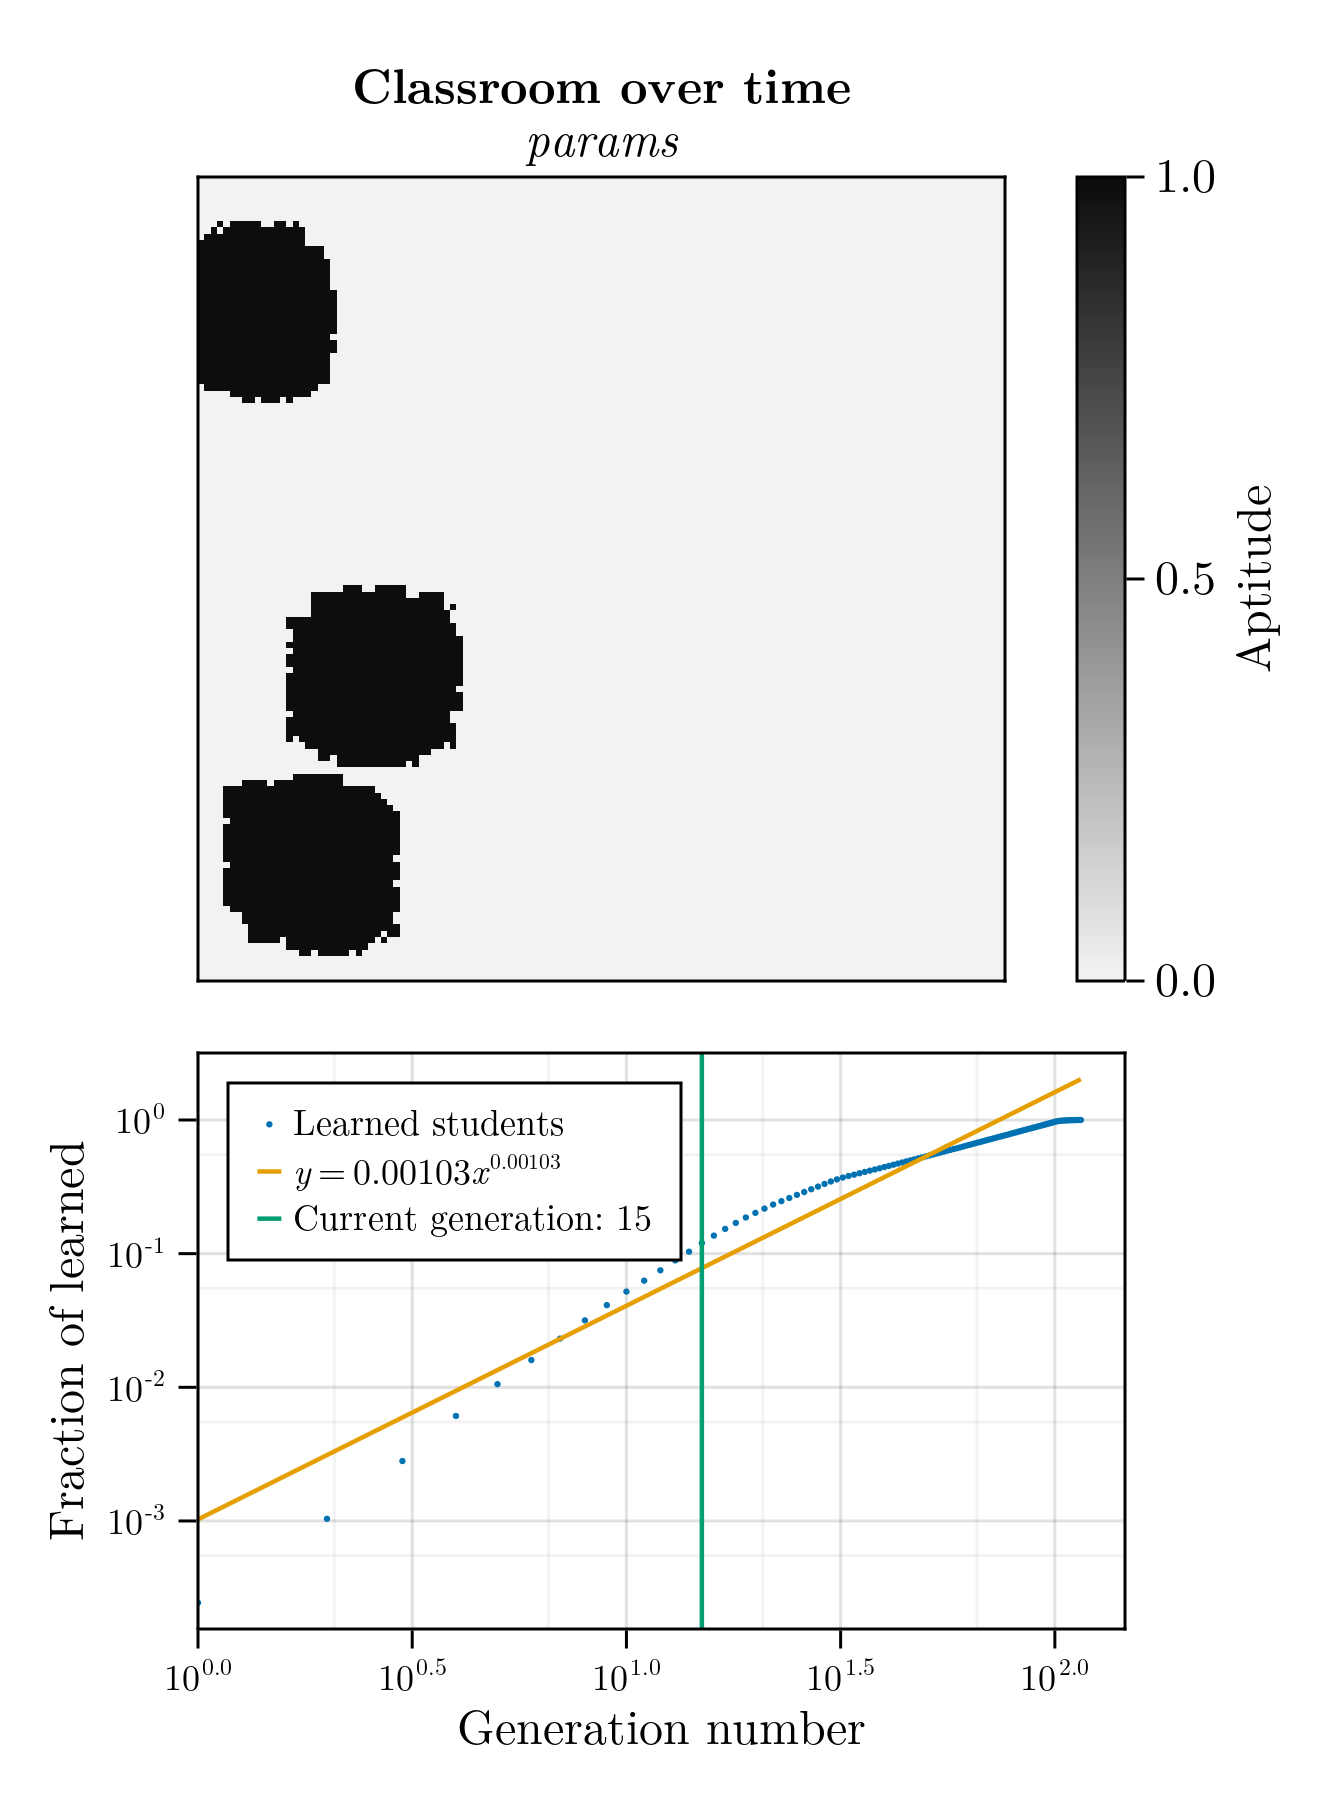 Classroom over time
params
1.0
0.5
0.0
Aptitude
Learned students
y = 0.00103x^0.00103
Current generation: 15
10^0
10^-1
10^-2
10^-3
Fraction of learned
10^0.0 10^0.5 10^1.0 10^1.5 10^2.0
Generation number